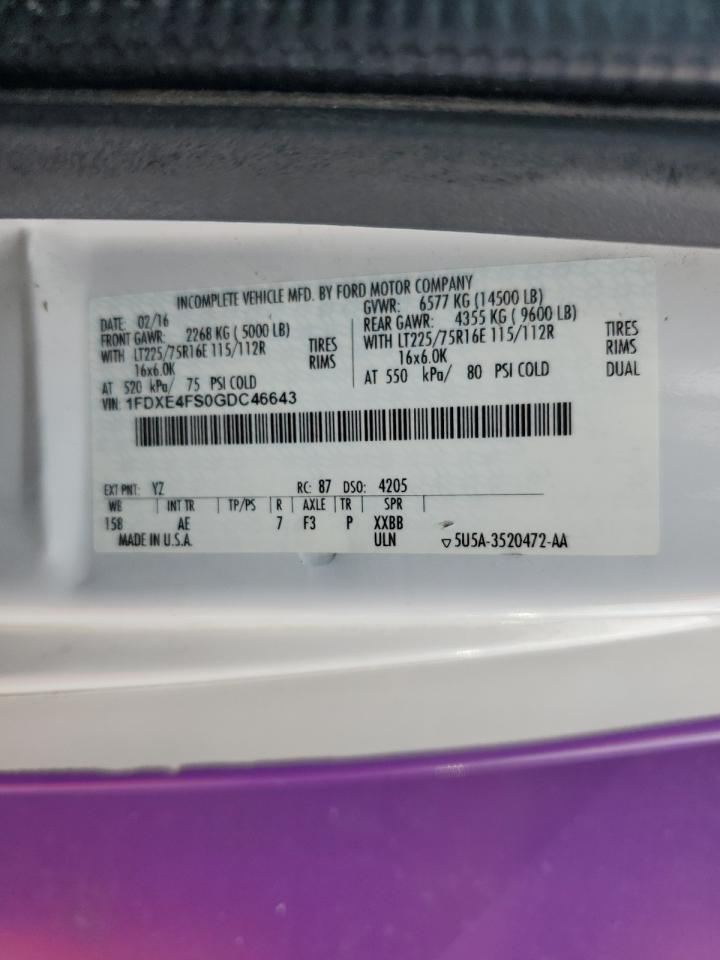 INCOMPLETE VEHICLE MFD. BY FORD MOTOR COMPANY
DATE: 02/16 GVWR: 6577 KG (14500 LB)
FRONT GAWR: 2268 KG ( 5000 LB) REAR GAWR: 4355 KG ( 9600 LB)
WITH LT225/75R16E 115/112R TIRES WITH LT225/75R16E 115/112R TIRES
16x6.0K RIMS 16x6.0K RIMS
AT 520 kPa/ 75 PSI COLD AT 550 kPa/ 80 PSI COLD DUAL
VIN: 1FDXE4FS0GDC46643
EXT PNT: YZ RC: 87 DSO: 4205
WB | INT TR | TP/PS | R | AXLE | TR | SPR |
158 AE 7 F3 P XXBB
MADE IN U.S.A. ULN ▽5U5A-3520472-AA